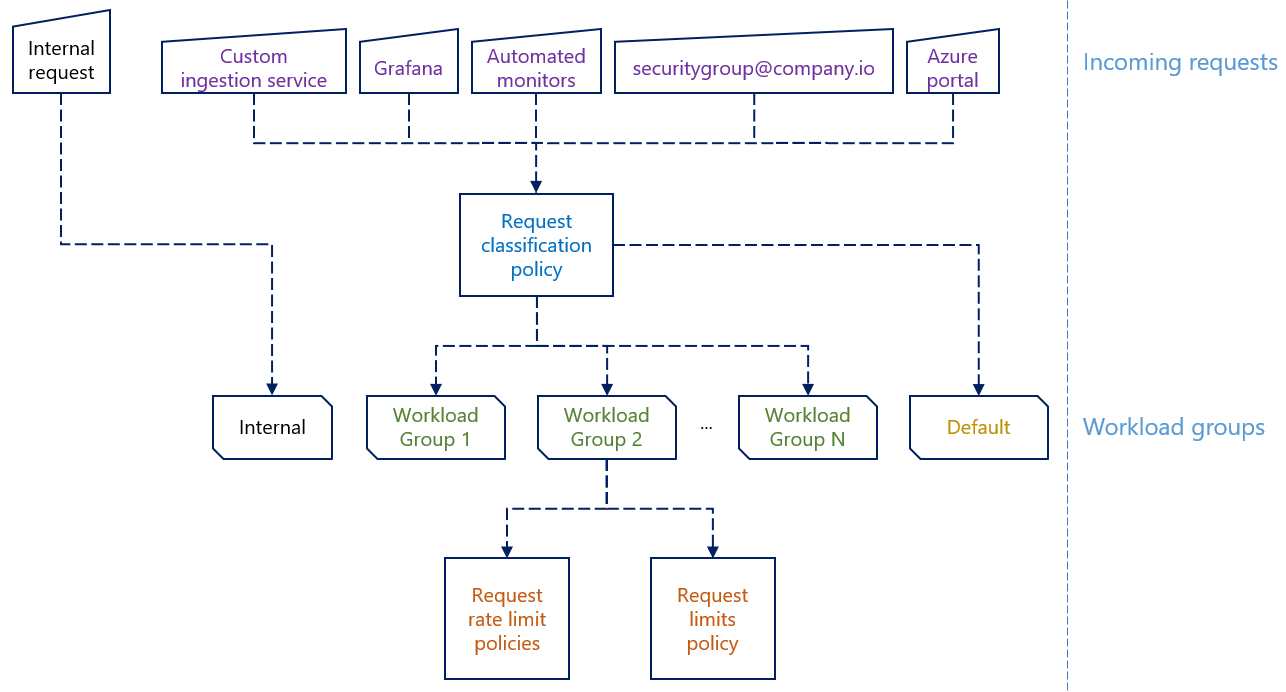 Internal
request
Custom
ingestion service
Grafana
Automated
monitors
securitygroup@company.io
Azure
portal
Incoming requests
Request
classification
policy
Internal
Workload
Group 1
Workload
Group 2
...
Workload
Group N
Default
Workload groups
Request
rate limit
policies
Request
limits
policy